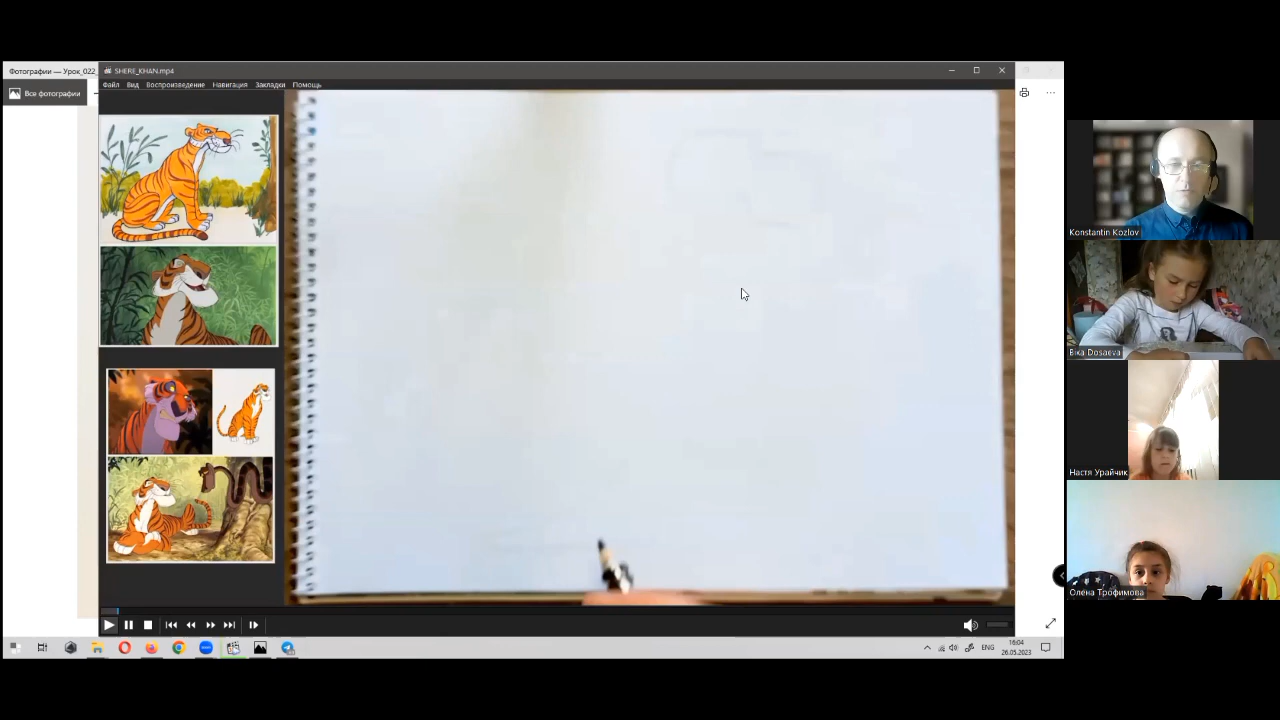 Фотографии — Урок_022_
SHERE_KHAN.mp4
Все фотографии
Файл Вид Воспроизведение Навигация Закладки Помощь
Konstantin Kozlov
Віка Dosaeva
Настя Урайчик
Олена Трофимова
ENG
16:04
26.05.2023